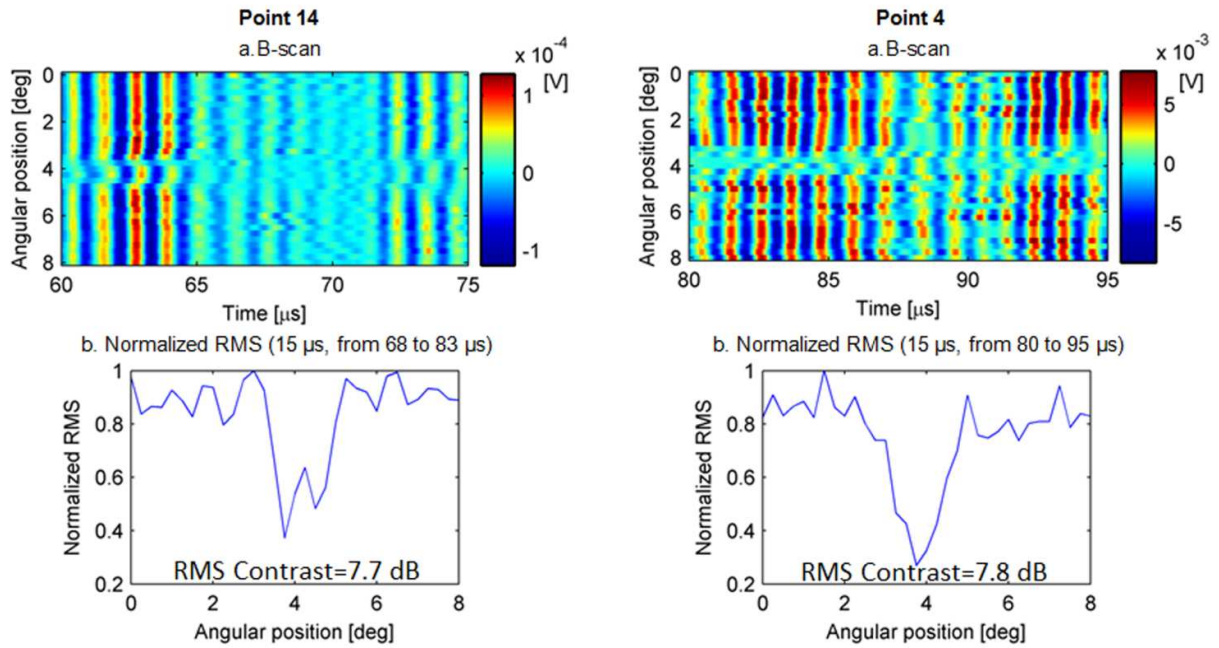 Point 14
a. B-scan
x 10⁻⁴
[V]
1
0
-1
Angular position [deg]
0
2
4
6
8
60
65
70
75
Time [µs]
b. Normalized RMS (15 µs, from 68 to 83 µs)
Normalized RMS
1
0.8
0.6
0.4
0.2
RMS Contrast=7.7 dB
0
2
4
6
8
Angular position [deg]
Point 4
a. B-scan
x 10⁻³
[V]
5
0
-5
Angular position [deg]
0
2
4
6
8
80
85
90
95
Time [µs]
b. Normalized RMS (15 µs, from 80 to 95 µs)
Normalized RMS
1
0.8
0.6
0.4
0.2
RMS Contrast=7.8 dB
0
2
4
6
8
Angular position [deg]